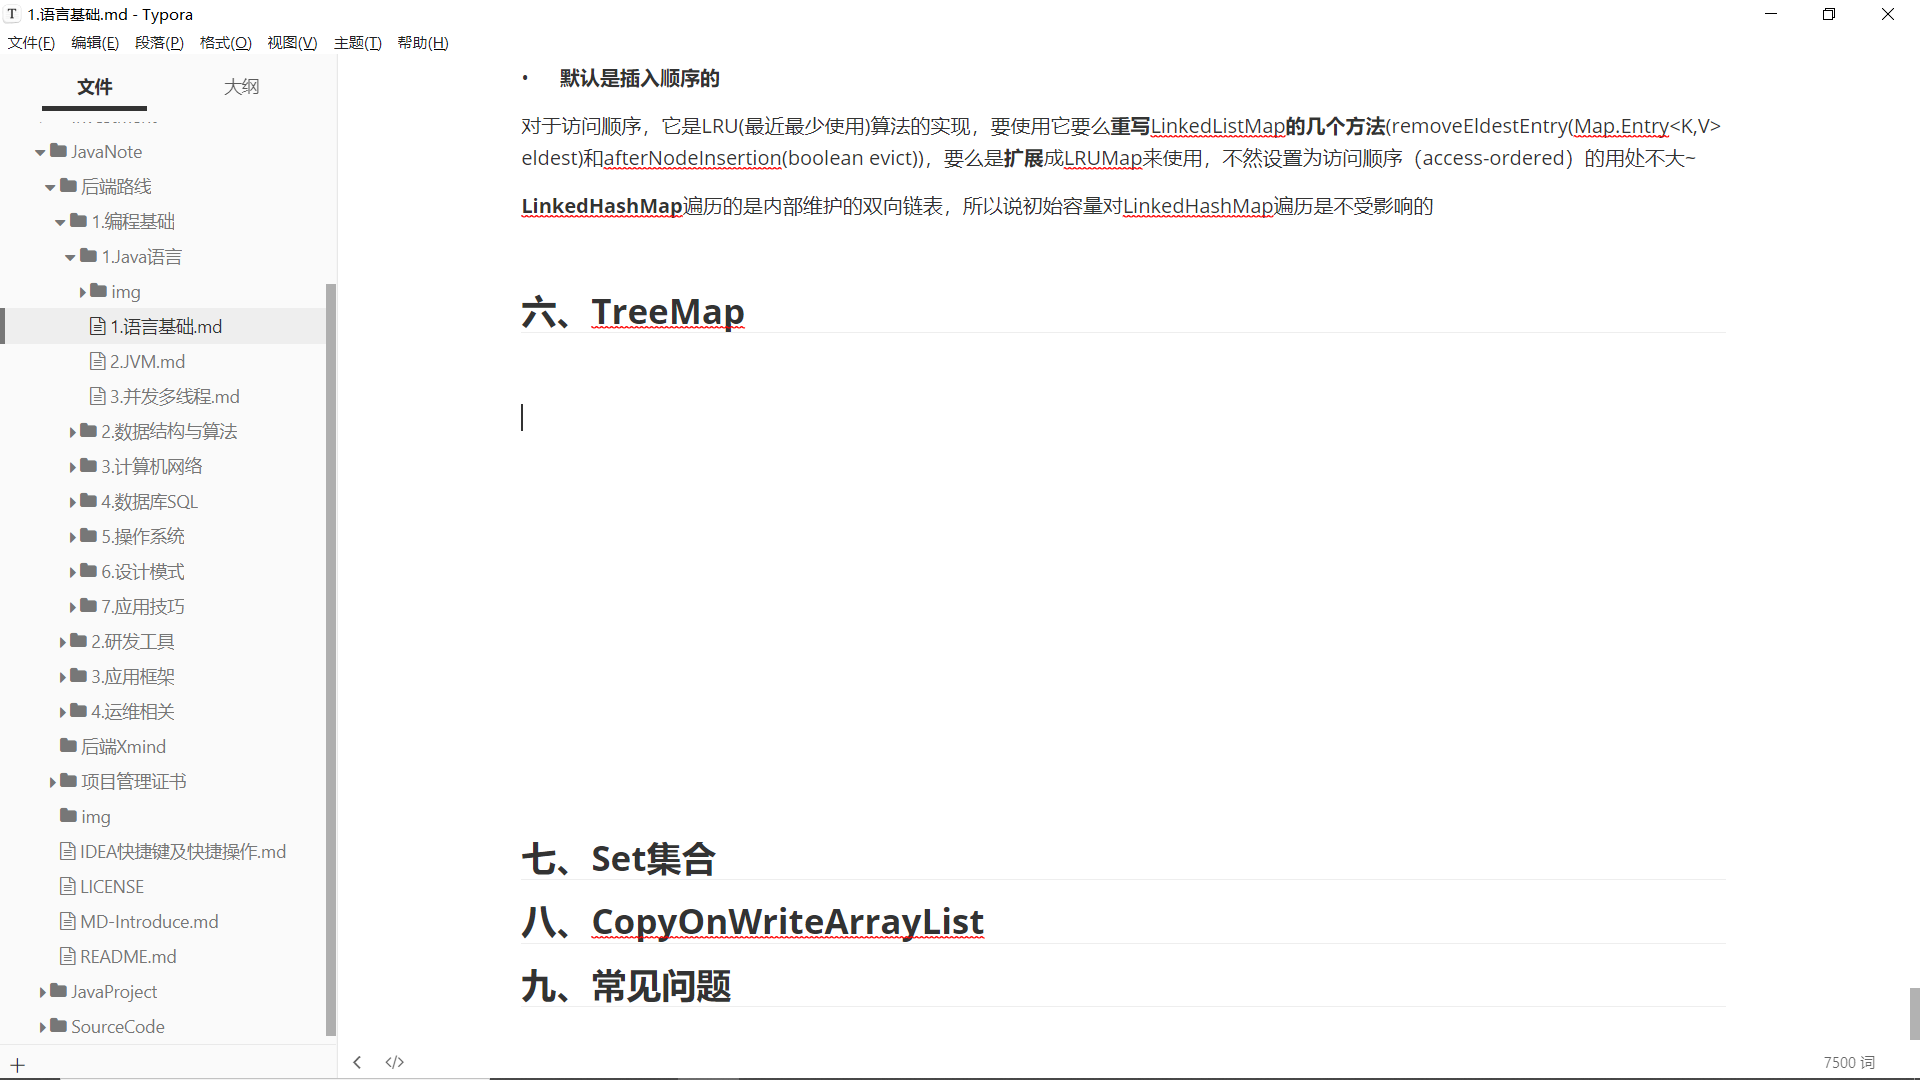 1.语言基础.md - Typora
文件(F) 编辑(E) 段落(P) 格式(O) 视图(V) 主题(T) 帮助(H)
文件 大纲
JavaNote
后端路线
1.编程基础
1.Java语言
img
1.语言基础.md
2.JVM.md
3.并发多线程.md
2.数据结构与算法
3.计算机网络
4.数据库SQL
5.操作系统
6.设计模式
7.应用技巧
2.研发工具
3.应用框架
4.运维相关
后端Xmind
项目管理证书
img
IDEA快捷键及快捷操作.md
LICENSE
MD-Introduce.md
README.md
JavaProject
SourceCode
• 默认是插入顺序的
对于访问顺序，它是LRU(最近最少使用)算法的实现，要使用它要么重写LinkedListMap的几个方法(removeEldestEntry(Map.Entry<K,V>
eldest)和afterNodeInsertion(boolean evict))，要么是扩展成LRUMap来使用，不然设置为访问顺序（access-ordered）的用处不大~
LinkedHashMap遍历的是内部维护的双向链表，所以说初始容量对LinkedHashMap遍历是不受影响的
六、TreeMap
七、Set集合
八、CopyOnWriteArrayList
九、常见问题
</> 7500 词